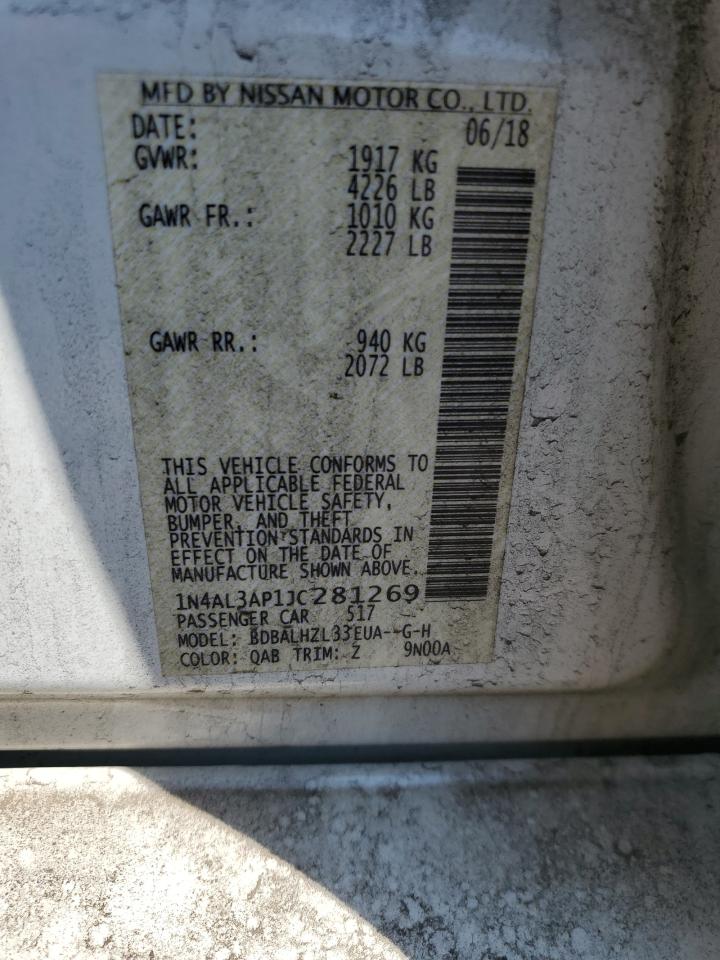 MFD BY NISSAN MOTOR CO., LTD.
DATE: 06/18
GVWR: 1917 KG
4226 LB
GAWR FR.: 1010 KG
2227 LB
GAWR RR.: 940 KG
2072 LB
THIS VEHICLE CONFORMS TO
ALL APPLICABLE FEDERAL
MOTOR VEHICLE SAFETY,
BUMPER, AND THEFT
PREVENTION STANDARDS IN
EFFECT ON THE DATE OF
MANUFACTURE SHOWN ABOVE.
1N4AL3AP1JC281269
PASSENGER CAR 517
MODEL: BDBALHZL33EUA--G-H
COLOR: QAB TRIM: Z 9N00A